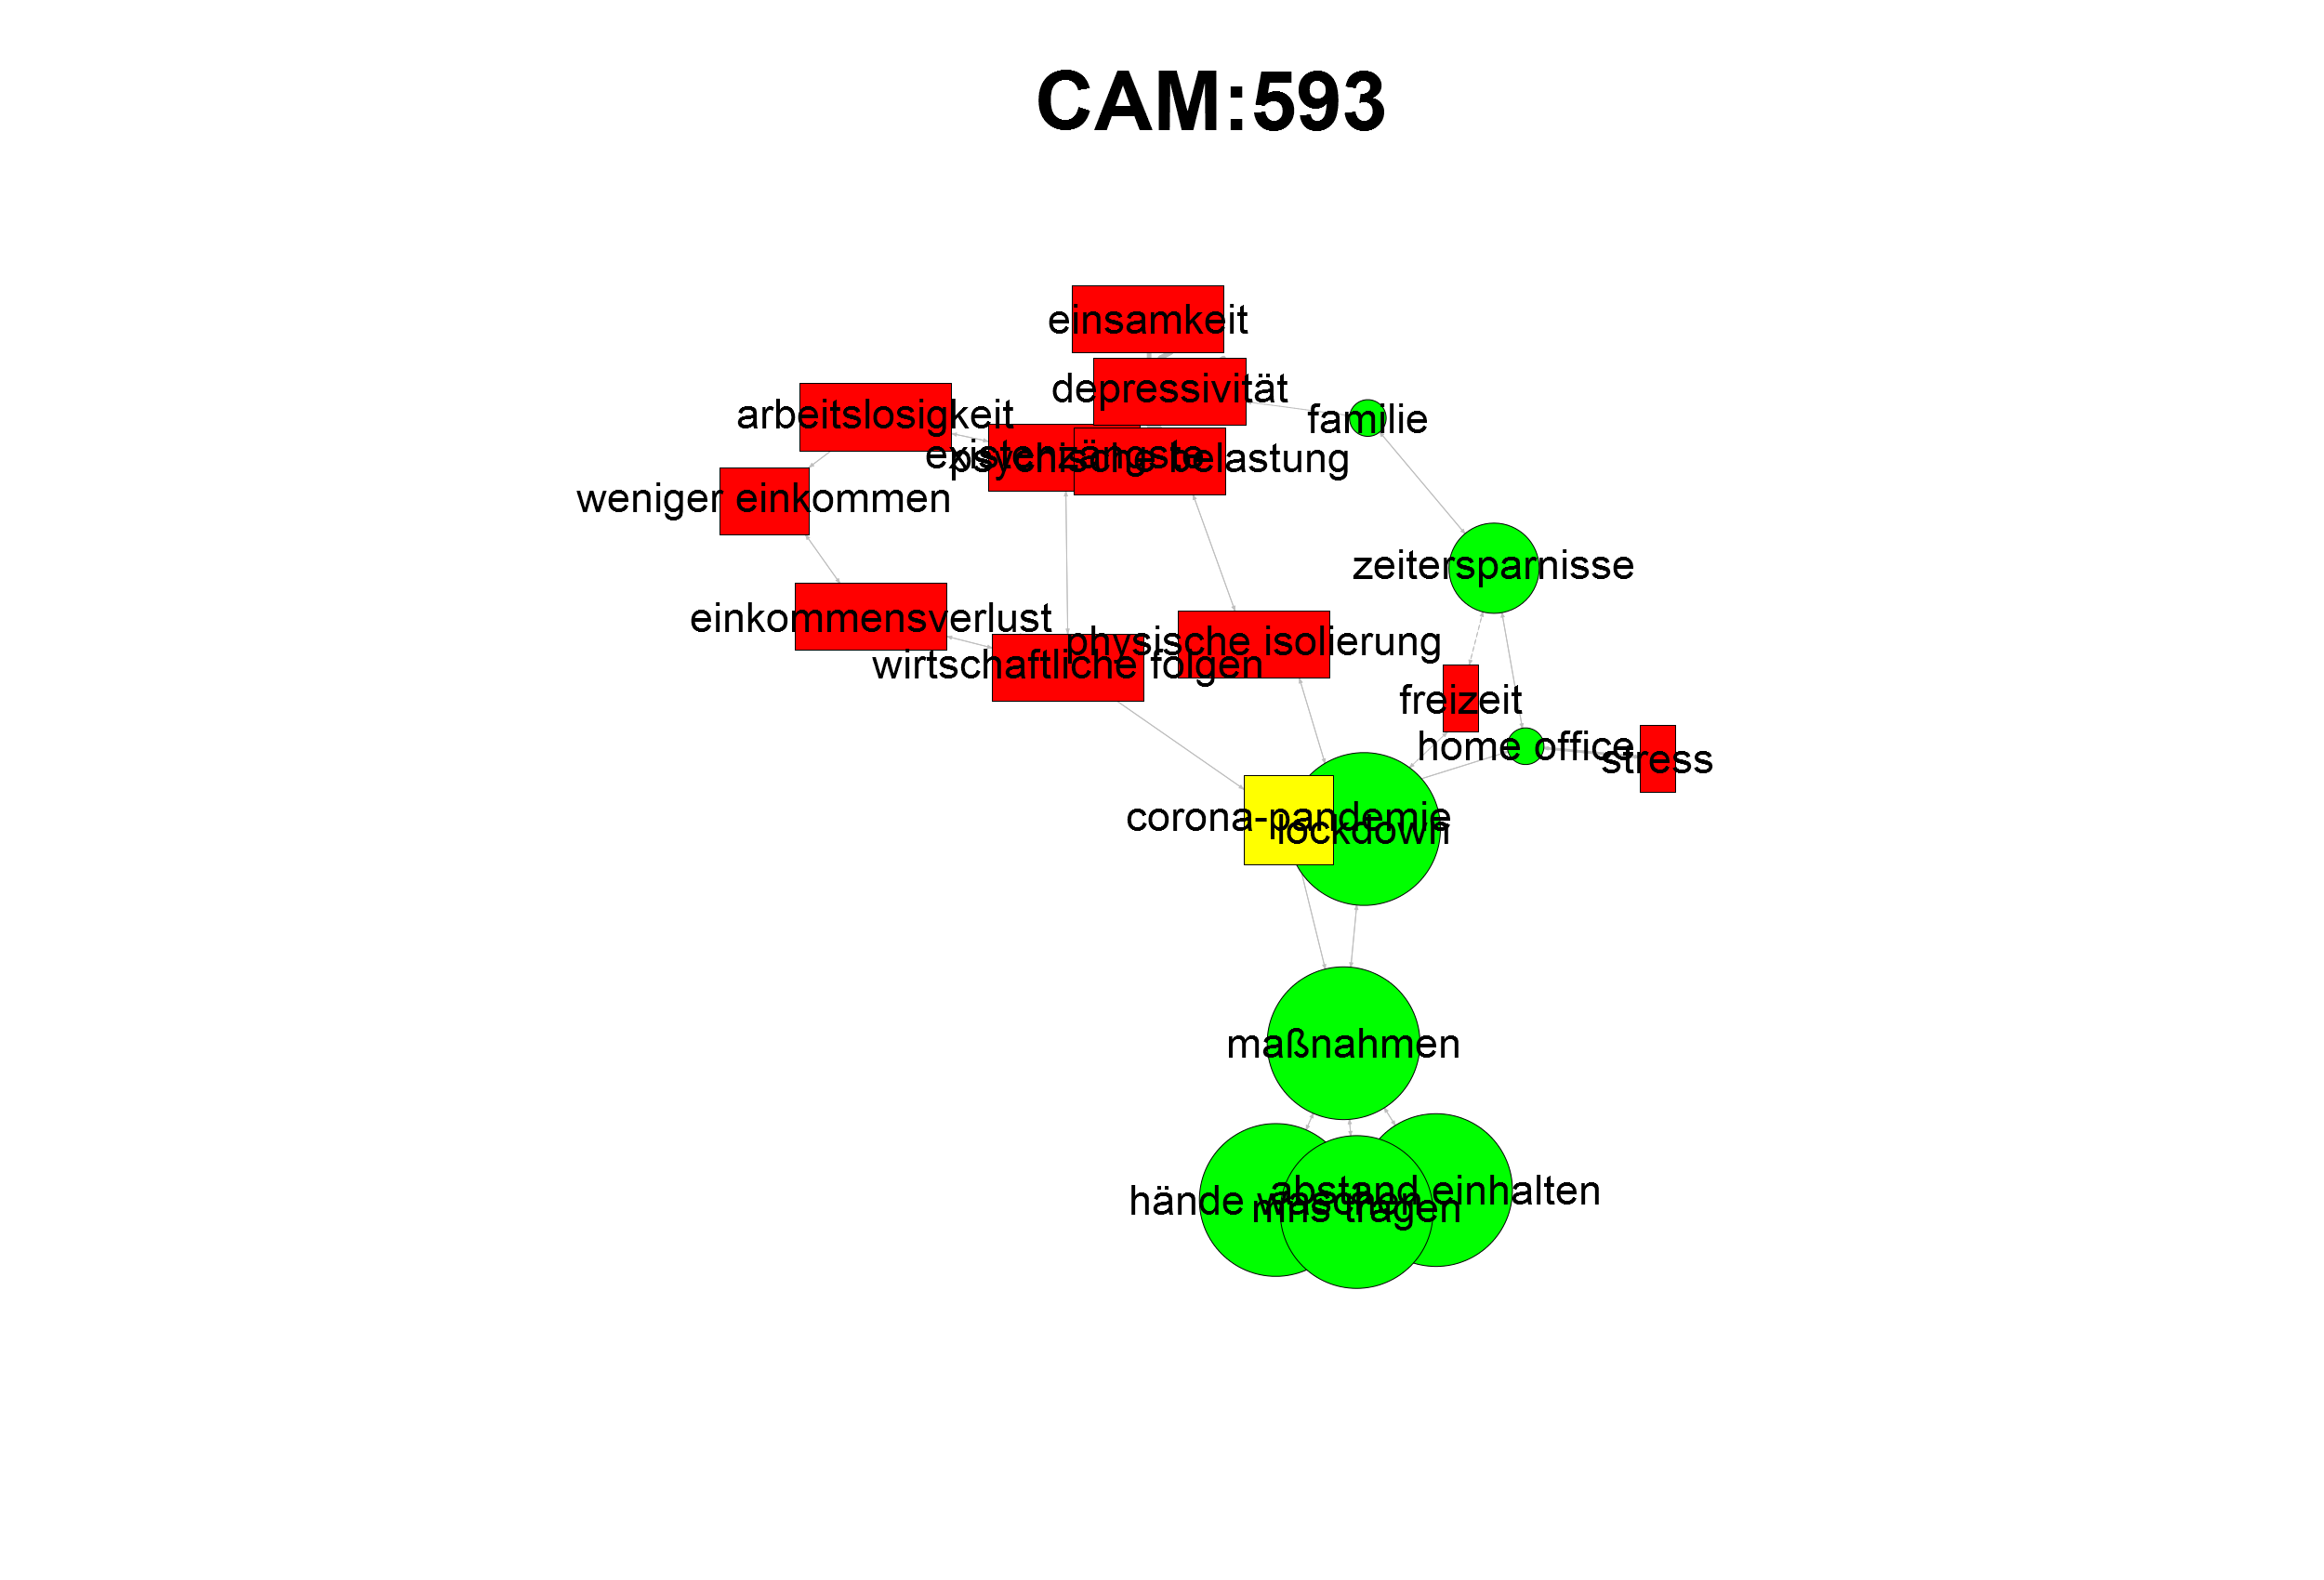 CAM:593
einsamkeit
depressivität
arbeitslosigkeit
familie
existenzängste
psychische belastung
weniger einkommen
zeitersparnisse
einkommensverlust
physische isolierung
wirtschaftliche folgen
freizeit
home office
stress
corona-pandemie
lockdown
maßnahmen
abstand einhalten
hände waschen
mns tragen